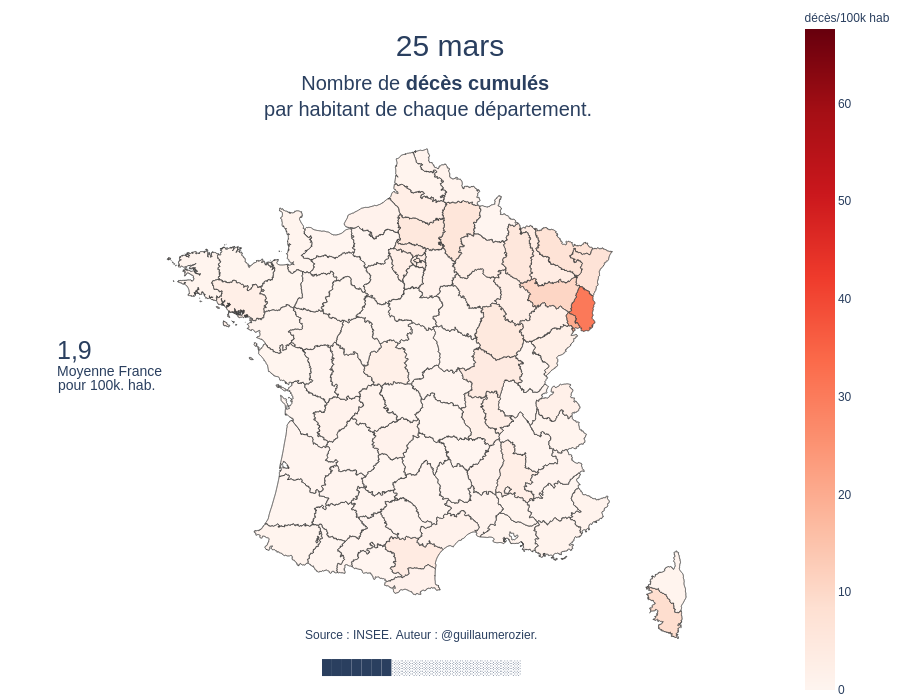 décès/100k hab
25 mars
Nombre de décès cumulés
par habitant de chaque département.
60
50
40
30
20
10
0
1,9
Moyenne France
pour 100k. hab.
Source : INSEE. Auteur : @guillaumerozier.